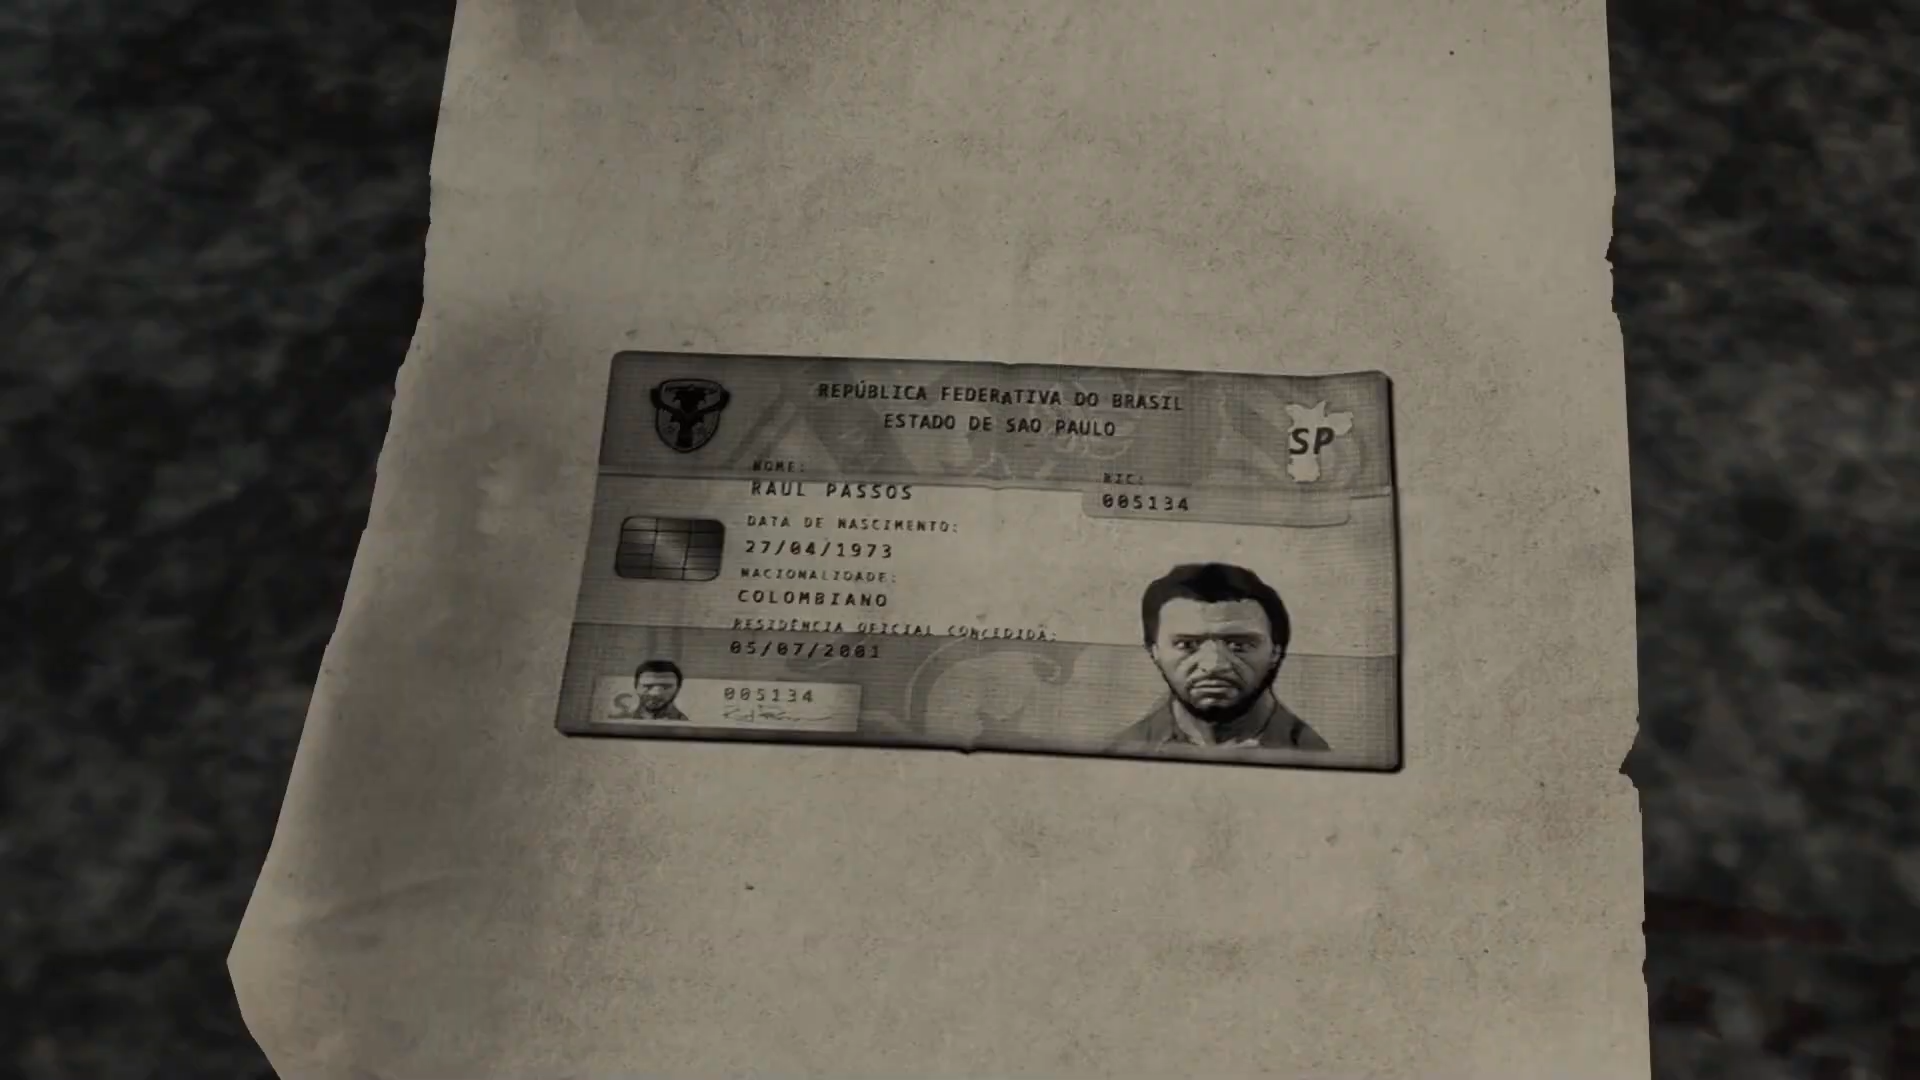 REPÚBLICA FEDERATIVA DO BRASIL
ESTADO DE SAO PAULO
SP
NOME:
RAUL PASSOS
RIC:
005134
DATA DE NASCIMENTO:
27/04/1973
NACIONALIDADE:
COLOMBIANO
RESIDÊNCIA OFICIAL CONCEDIDA:
05/07/2001
005134